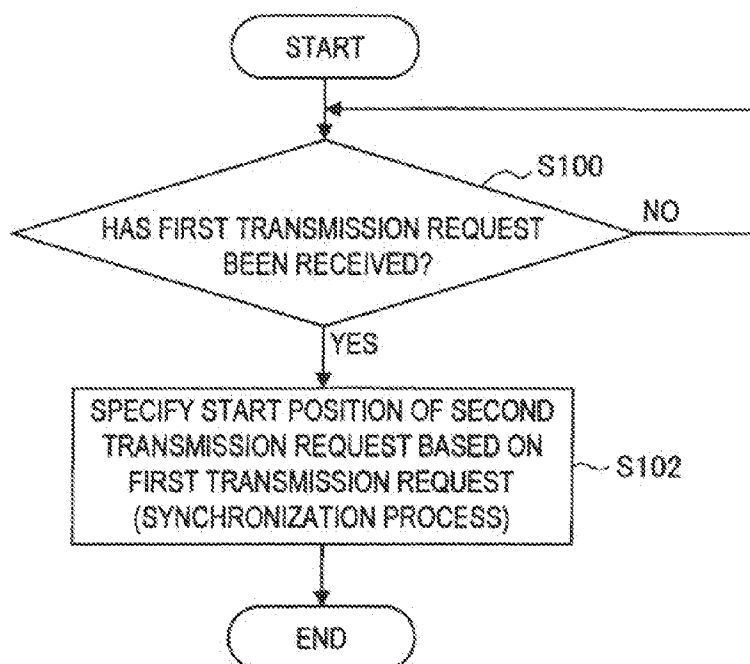 START
S100
HAS FIRST TRANSMISSION REQUEST
BEEN RECEIVED?
NO
YES
SPECIFY START POSITION OF SECOND
TRANSMISSION REQUEST BASED ON
FIRST TRANSMISSION REQUEST
(SYNCHRONIZATION PROCESS)
S102
END